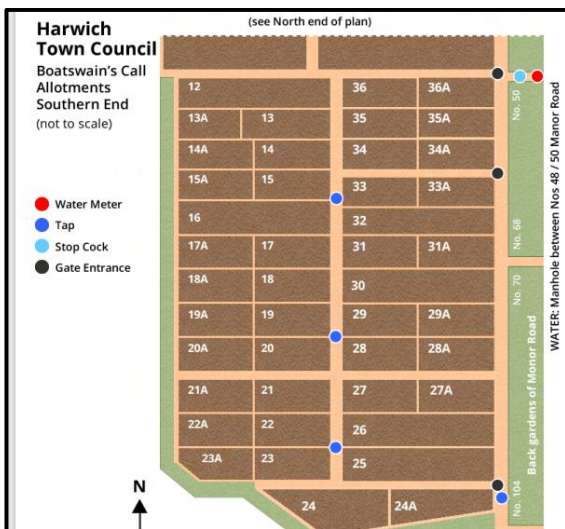 (see North end of plan)
Harwich
Town Council
Boatswain's Call
Allotments
Southern End
(not to scale)
Water Meter
Tap
Stop Cock
Gate Entrance
N
12
36
36A
13A
13
35
35A
14A
14
34
34A
15A
15
33
33A
16
32
17A
17
31
31A
18A
18
30
19A
19
29
29A
20A
20
28
28A
21A
21
27
27A
22A
22
26
23A
23
25
24
24A
No. 50
No. 68
No. 70
No. 104
Back gardens of Monor Road
WATER: Manhole between Nos 48 / 50 Manor Road